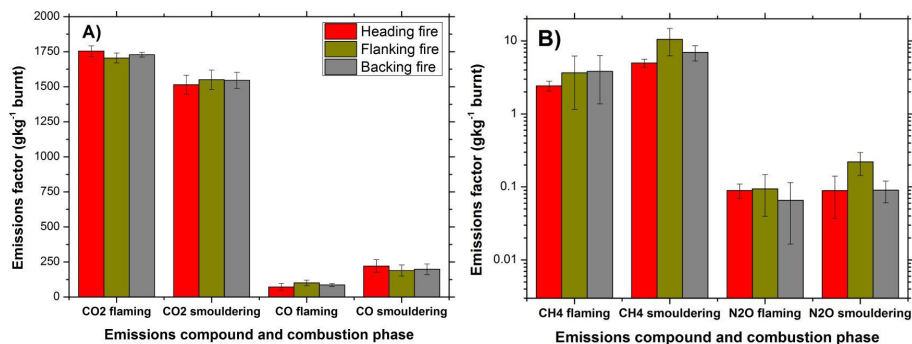 A)
Heading fire
Flanking fire
Backing fire
2000
1750
1500
1250
1000
750
500
250
0
Emissions factor (gkg-1 burnt)
CO2 flaming CO2 smouldering CO flaming CO smouldering
Emissions compound and combustion phase
B)
10
1
0.1
0.01
Emissions factor (gkg-1 burnt)
CH4 flaming CH4 smouldering N2O flaming N2O smouldering
Emissions compound and combustion phase